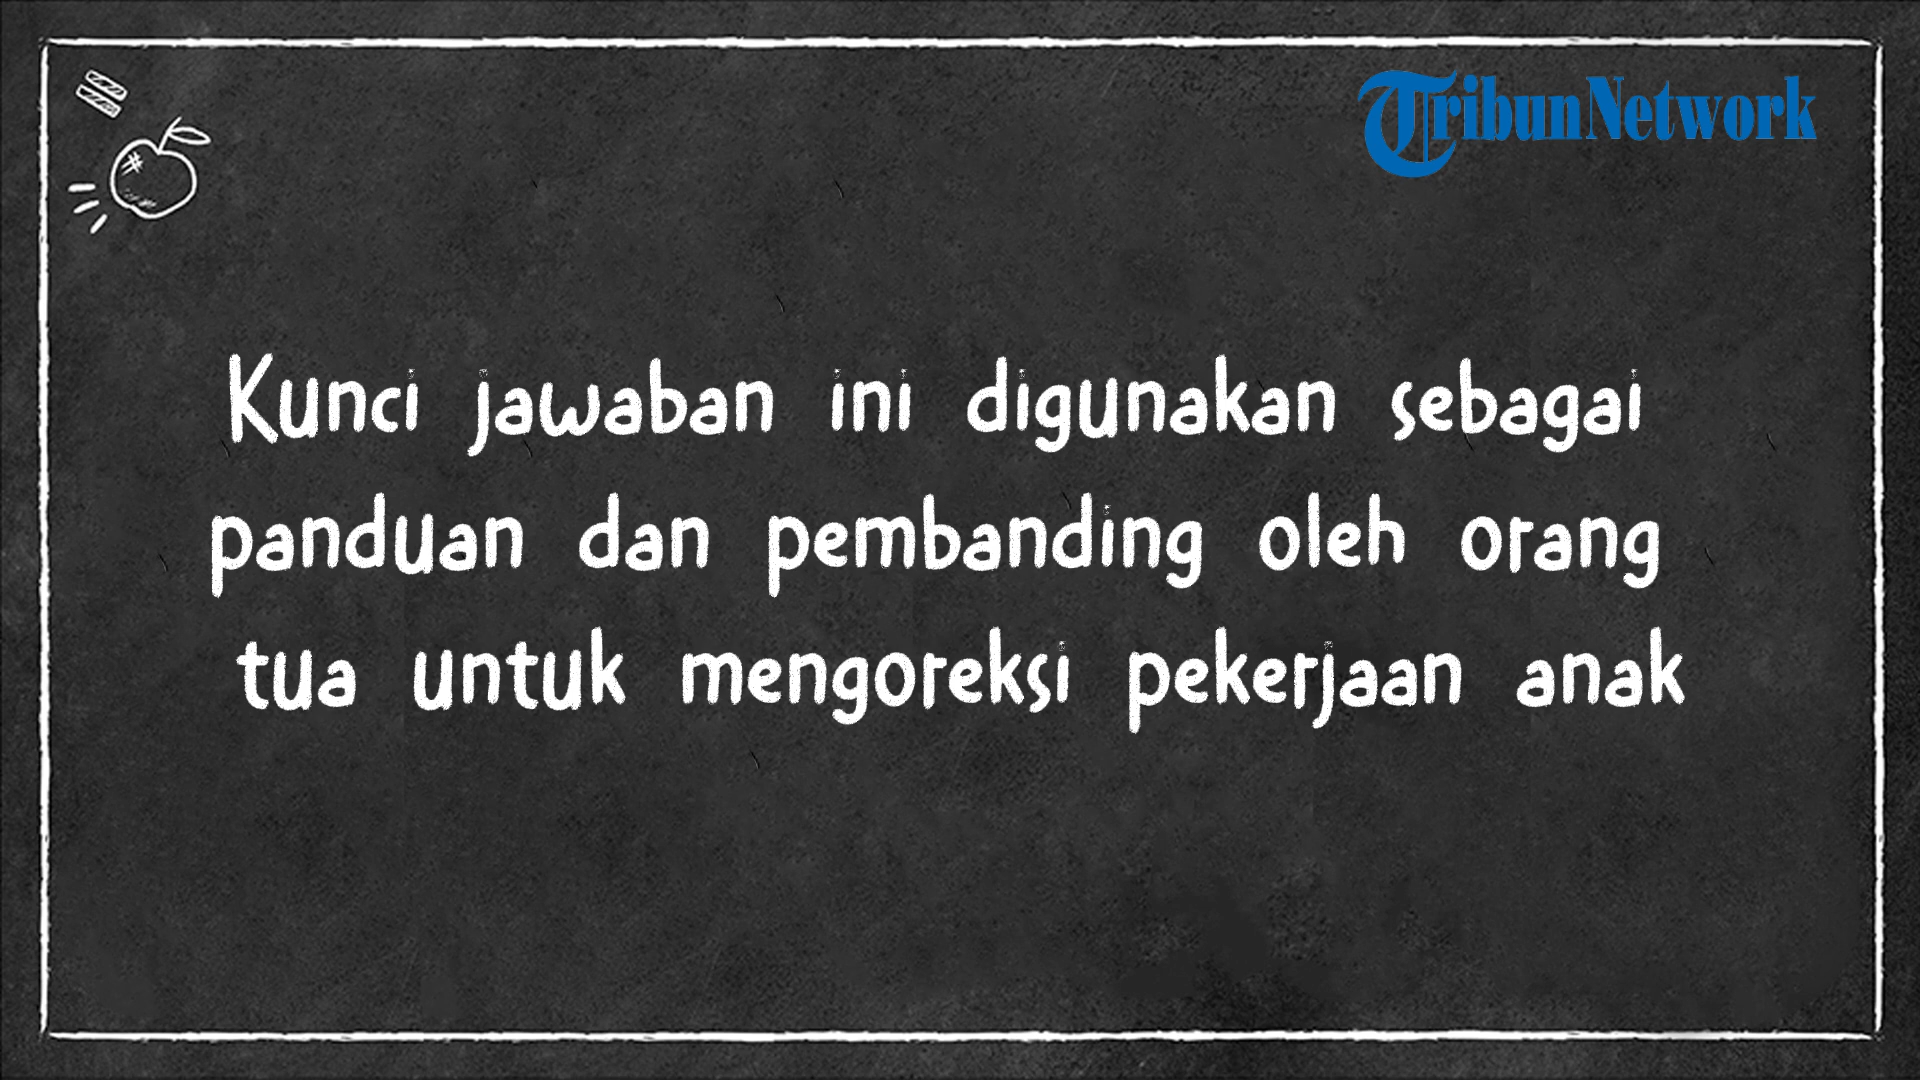 TribunNetwork
Kunci jawaban ini digunakan sebagai
panduan dan pembanding oleh orang
tua untuk mengoreksi pekerjaan anak